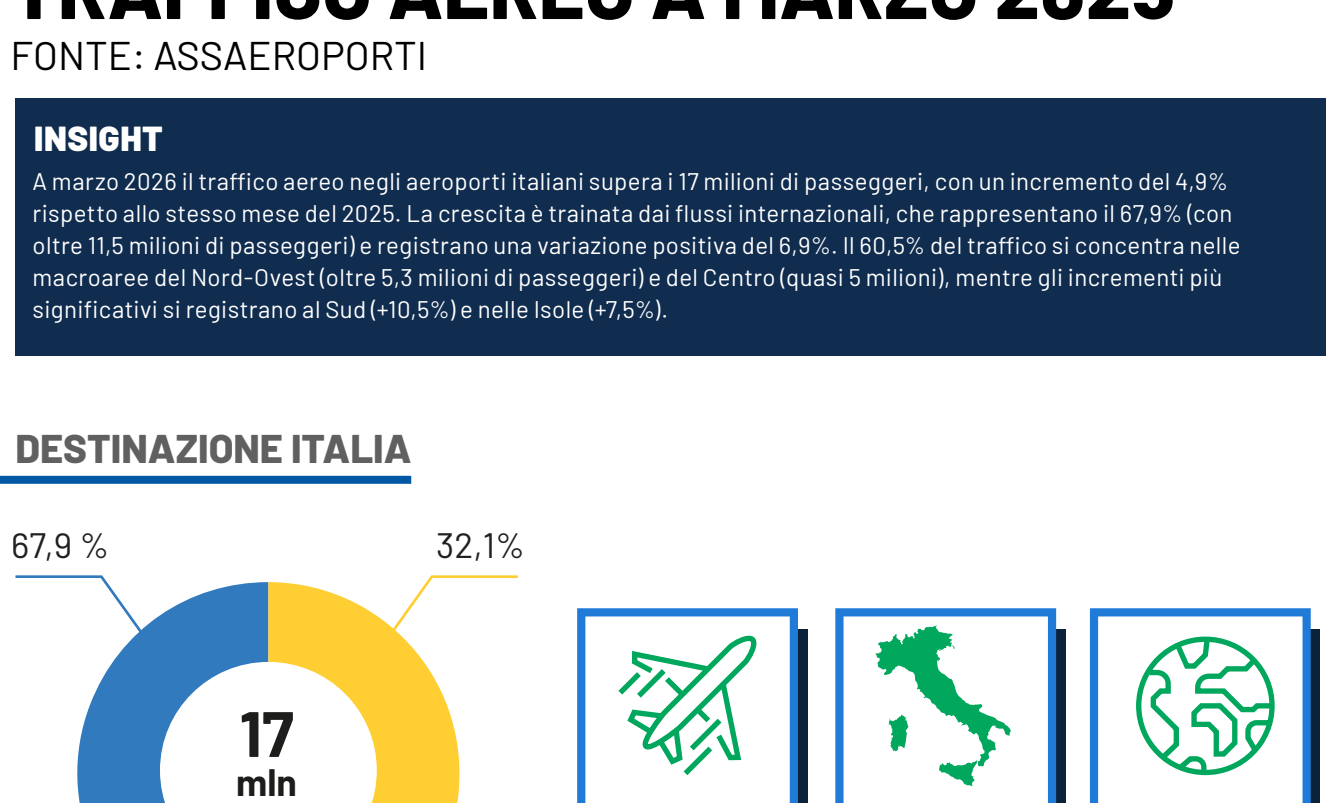 TRAFFICO AEREO A MARZO
FONTE: ASSAEROPORTI
INSIGHT
A marzo 2026 il traffico aereo negli aeroporti italiani supera i 17 milioni di passeggeri, con un incremento del 4,9%
rispetto allo stesso mese del 2025. La crescita è trainata dai flussi internazionali, che rappresentano il 67,9% (con
oltre 11,5 milioni di passeggeri) e registrano una variazione positiva del 6,9%. Il 60,5% del traffico si concentra nelle
macroaree del Nord-Ovest (oltre 5,3 milioni di passeggeri) e del Centro (quasi 5 milioni), mentre gli incrementi più
significativi si registrano al Sud (+10,5%) e nelle Isole (+7,5%).
DESTINAZIONE ITALIA
67,9 %
32,1%
17
mln